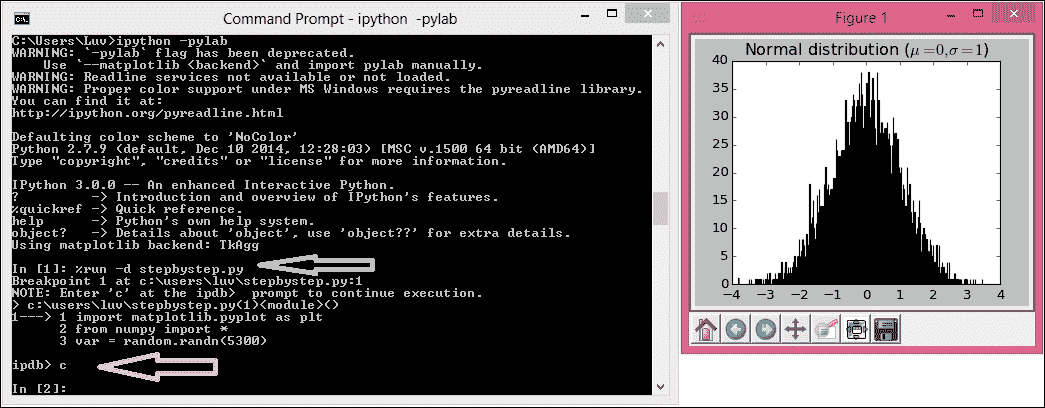 Command Prompt - ipython -pylab
C:\Users\Luv>ipython -pylab
WARNING: `-pylab` flag has been deprecated.
    Use `--matplotlib <backend>` and import pylab manually.
WARNING: Readline services not available or not loaded.
WARNING: Proper color support under MS Windows requires the pyreadline library.
You can find it at:
http://ipython.org/pyreadline.html

Defaulting color scheme to 'NoColor'
Python 2.7.9 (default, Dec 10 2014, 12:28:03) [MSC v.1500 64 bit (AMD64)]
Type "copyright", "credits" or "license" for more information.

IPython 3.0.0 -- An enhanced Interactive Python.
?         -> Introduction and overview of IPython's features.
%quickref -> Quick reference.
help      -> Python's own help system.
object?   -> Details about 'object', use 'object??' for extra details.
Using matplotlib backend: TkAgg

In [1]: %run -d stepbystep.py
Breakpoint 1 at c:\users\luv\stepbystep.py:1
NOTE: Enter 'c' at the ipdb>  prompt to continue execution.
> c:\users\luv\stepbystep.py(1)<module>()
1---> 1 import matplotlib.pyplot as plt
      2 from numpy import *
      3 var = random.randn(5300)

ipdb> c

In [2]:
Figure 1
Normal distribution (μ=0,σ=1)
40
35
30
25
20
15
10
5
0
−4 −3 −2 −1 0 1 2 3 4